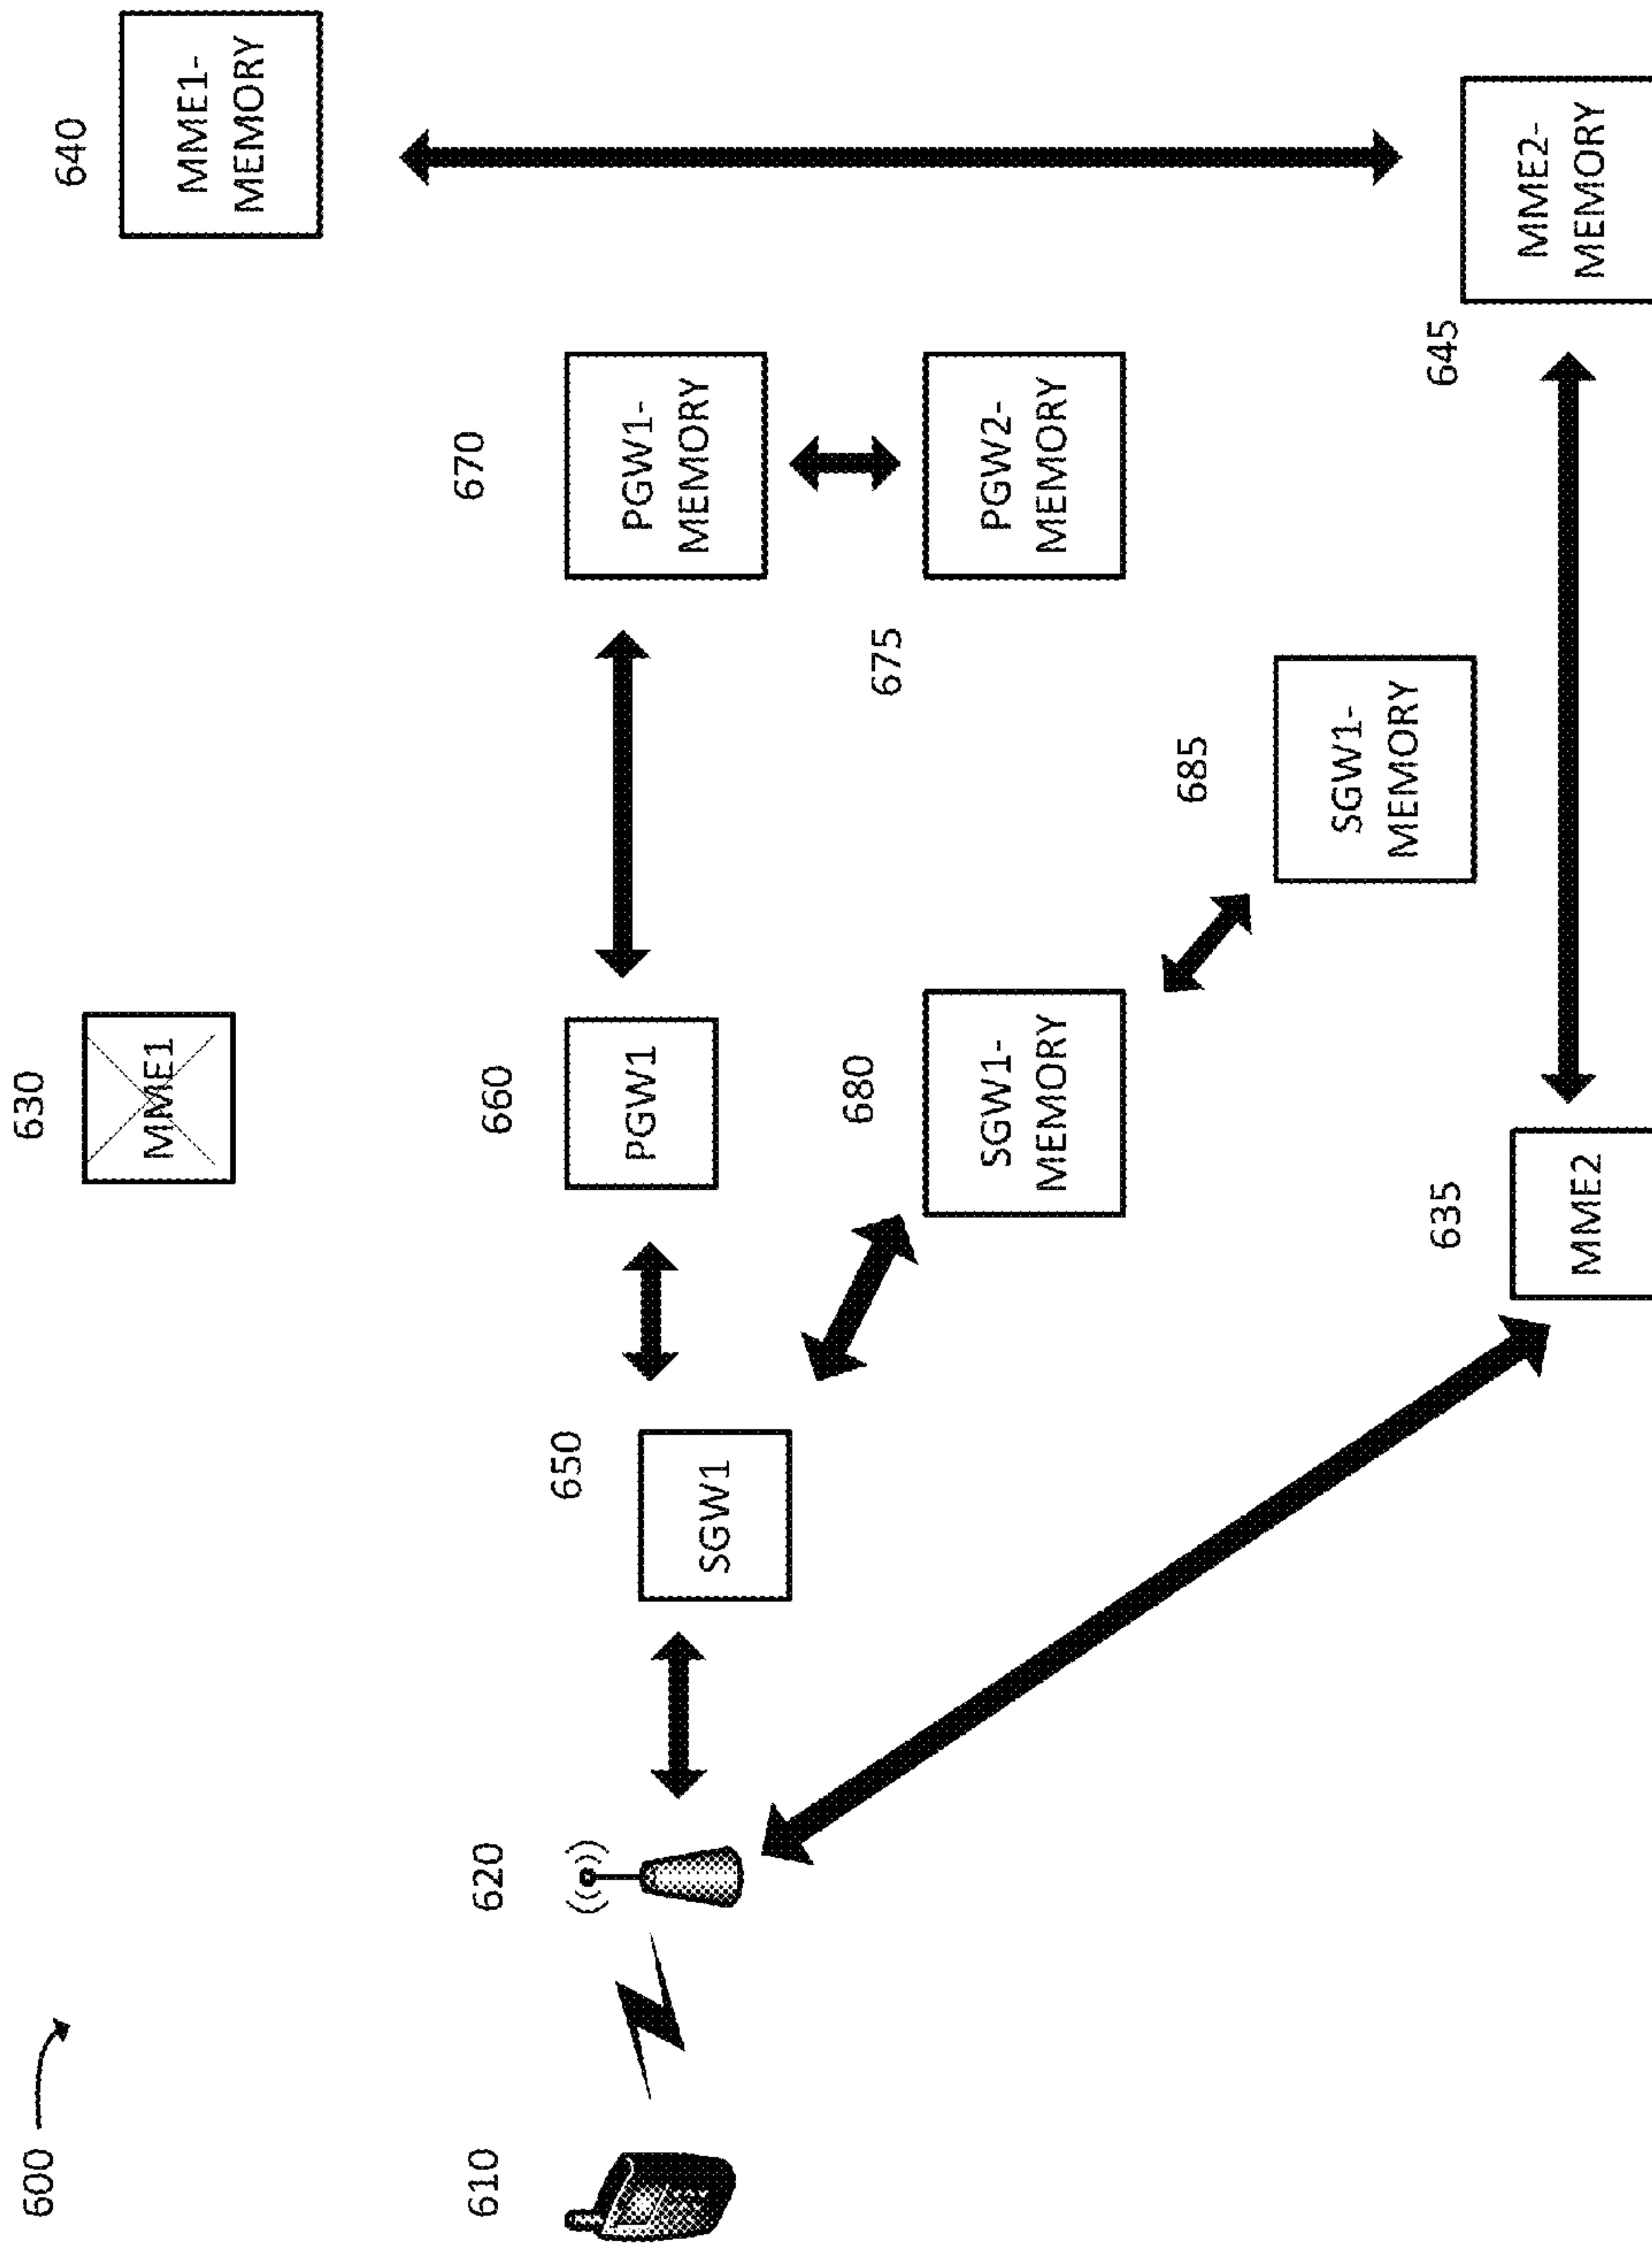 600
630
640
MME1
MME1-
MEMORY
610
620
650
660
670
SGW1
PGW1
PGW1-
MEMORY
680
675
SGW1-
MEMORY
PGW2-
MEMORY
685
SGW1-
MEMORY
635
645
MME2
MME2-
MEMORY